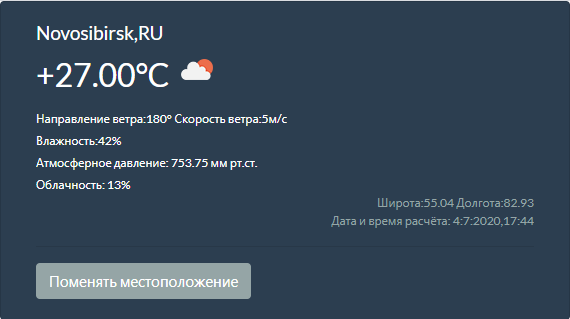 Novosibirsk,RU
+27.00°C
Направление ветра:180° Скорость ветра:5м/с
Влажность:42%
Атмосферное давление: 753.75 мм рт.ст.
Облачность: 13%
Широта:55.04 Долгота:82.93
Дата и время расчёта: 4:7:2020,17:44
Поменять местоположение